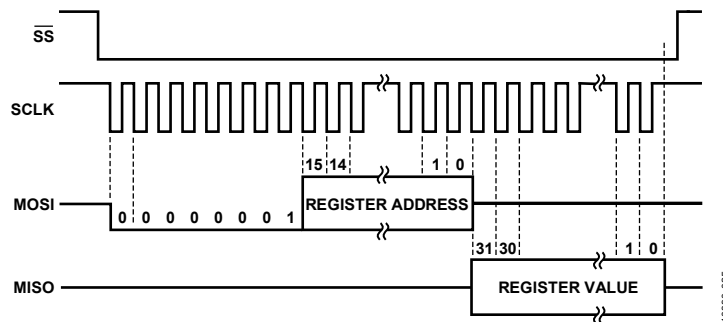 SS
SCLK
15 14 1 0
MOSI
0 0 0 0 0 0 0 1 REGISTER ADDRESS
31 30 1 0
MISO
REGISTER VALUE